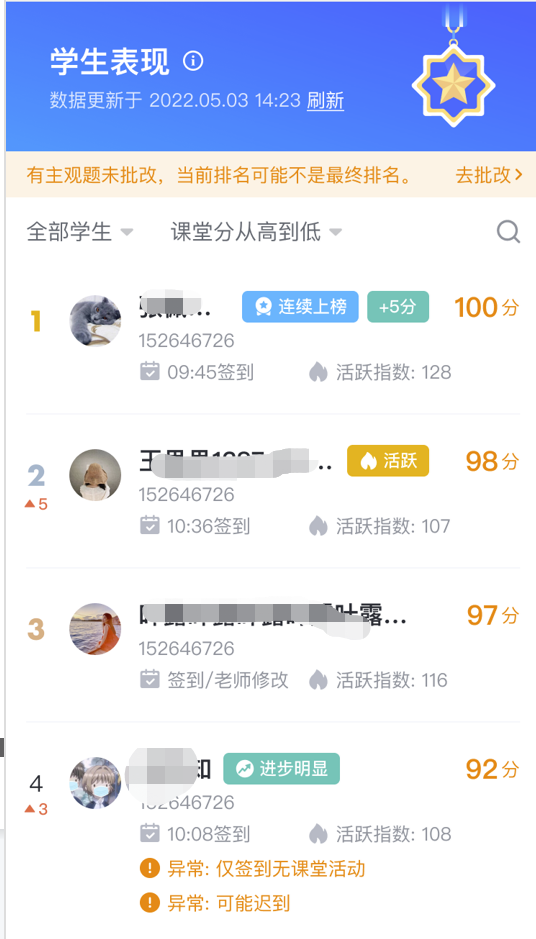 学生表现
数据更新于 2022.05.03 14:23 刷新
有主观题未批改，当前排名可能不是最终排名。 去批改
全部学生 课堂分从高到低
1 连续上榜 +5分 100分
152646726
09:45签到 活跃指数: 128
2 活跃 98分
5
152646726
10:36签到 活跃指数: 107
3 露... 97分
152646726
签到/老师修改 活跃指数: 116
4 知 进步明显 92分
3
152646726
10:08签到 活跃指数: 108
异常: 仅签到无课堂活动
异常: 可能迟到